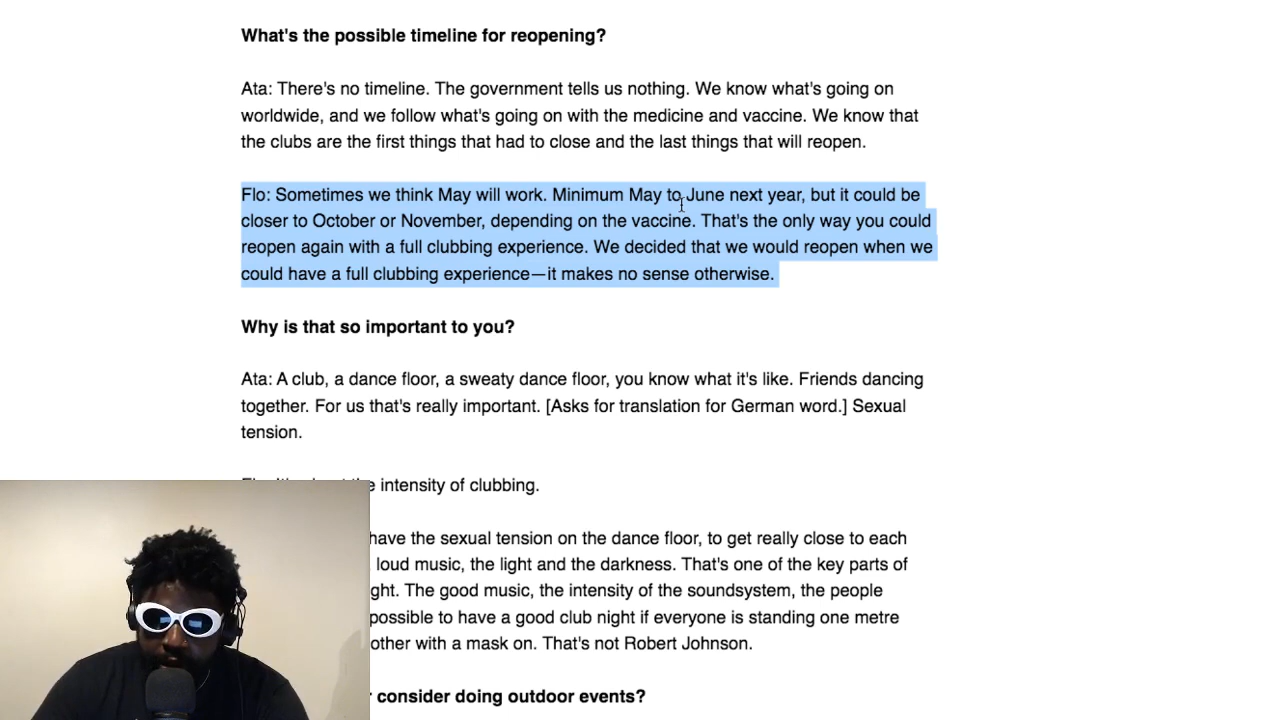 What's the possible timeline for reopening?
Ata: There's no timeline. The government tells us nothing. We know what's going on
worldwide, and we follow what's going on with the medicine and vaccine. We know that
the clubs are the first things that had to close and the last things that will reopen.
Flo: Sometimes we think May will work. Minimum May to June next year, but it could be
closer to October or November, depending on the vaccine. That's the only way you could
reopen again with a full clubbing experience. We decided that we would reopen when we
could have a full clubbing experience—it makes no sense otherwise.
Why is that so important to you?
Ata: A club, a dance floor, a sweaty dance floor, you know what it's like. Friends dancing
together. For us that's really important. [Asks for translation for German word.] Sexual
tension.
intensity of clubbing.
have the sexual tension on the dance floor, to get really close to each
loud music, the light and the darkness. That's one of the key parts of
The good music, the intensity of the soundsystem, the people
possible to have a good club night if everyone is standing one metre
other with a mask on. That's not Robert Johnson.
consider doing outdoor events?